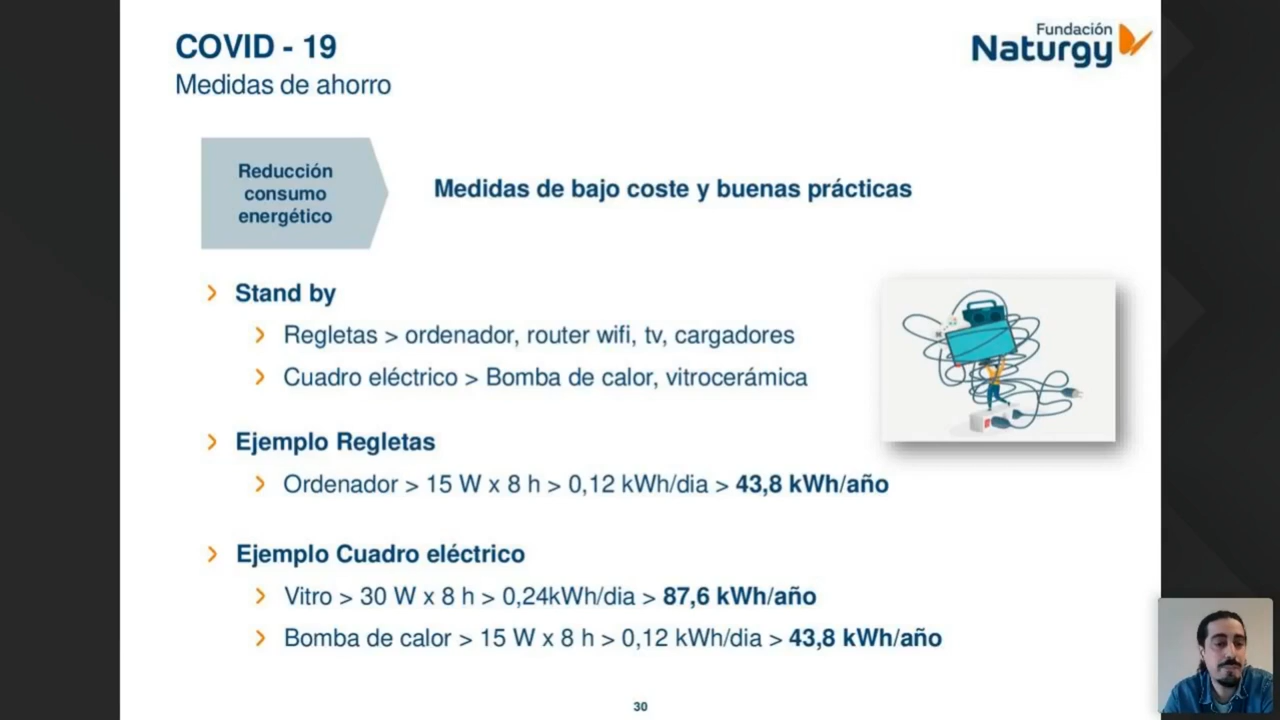 COVID - 19
Medidas de ahorro
Fundación
Naturgy
Reducción
consumo
energético
Medidas de bajo coste y buenas prácticas
Stand by
Regletas > ordenador, router wifi, tv, cargadores
Cuadro eléctrico > Bomba de calor, vitrocerámica
Ejemplo Regletas
Ordenador > 15 W x 8 h > 0,12 kWh/dia > 43,8 kWh/año
Ejemplo Cuadro eléctrico
Vitro > 30 W x 8 h > 0,24kWh/dia > 87,6 kWh/año
Bomba de calor > 15 W x 8 h > 0,12 kWh/dia > 43,8 kWh/año
30